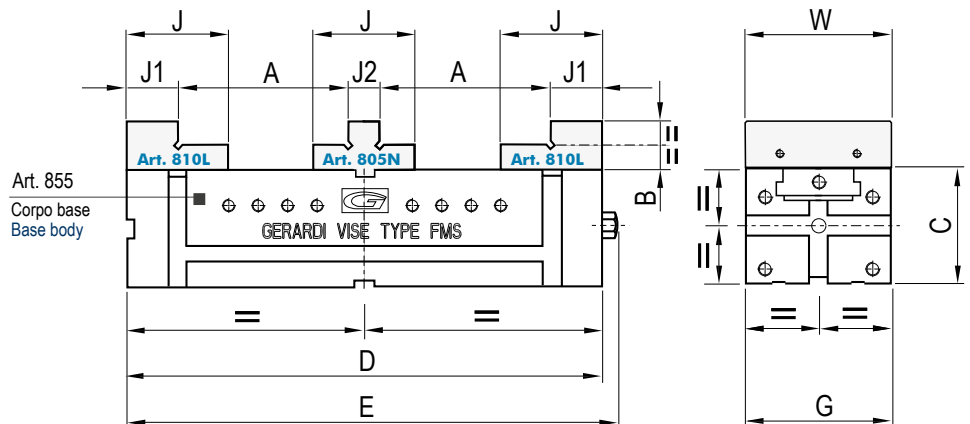 J J J W
J1 A J2 A J1
Art. 810L Art. 805N Art. 810L
=
B
Art. 855
Corpo base
Base body
G
GERARDI VISE TYPE FMS
=
=
C
= =
= =
D
E G